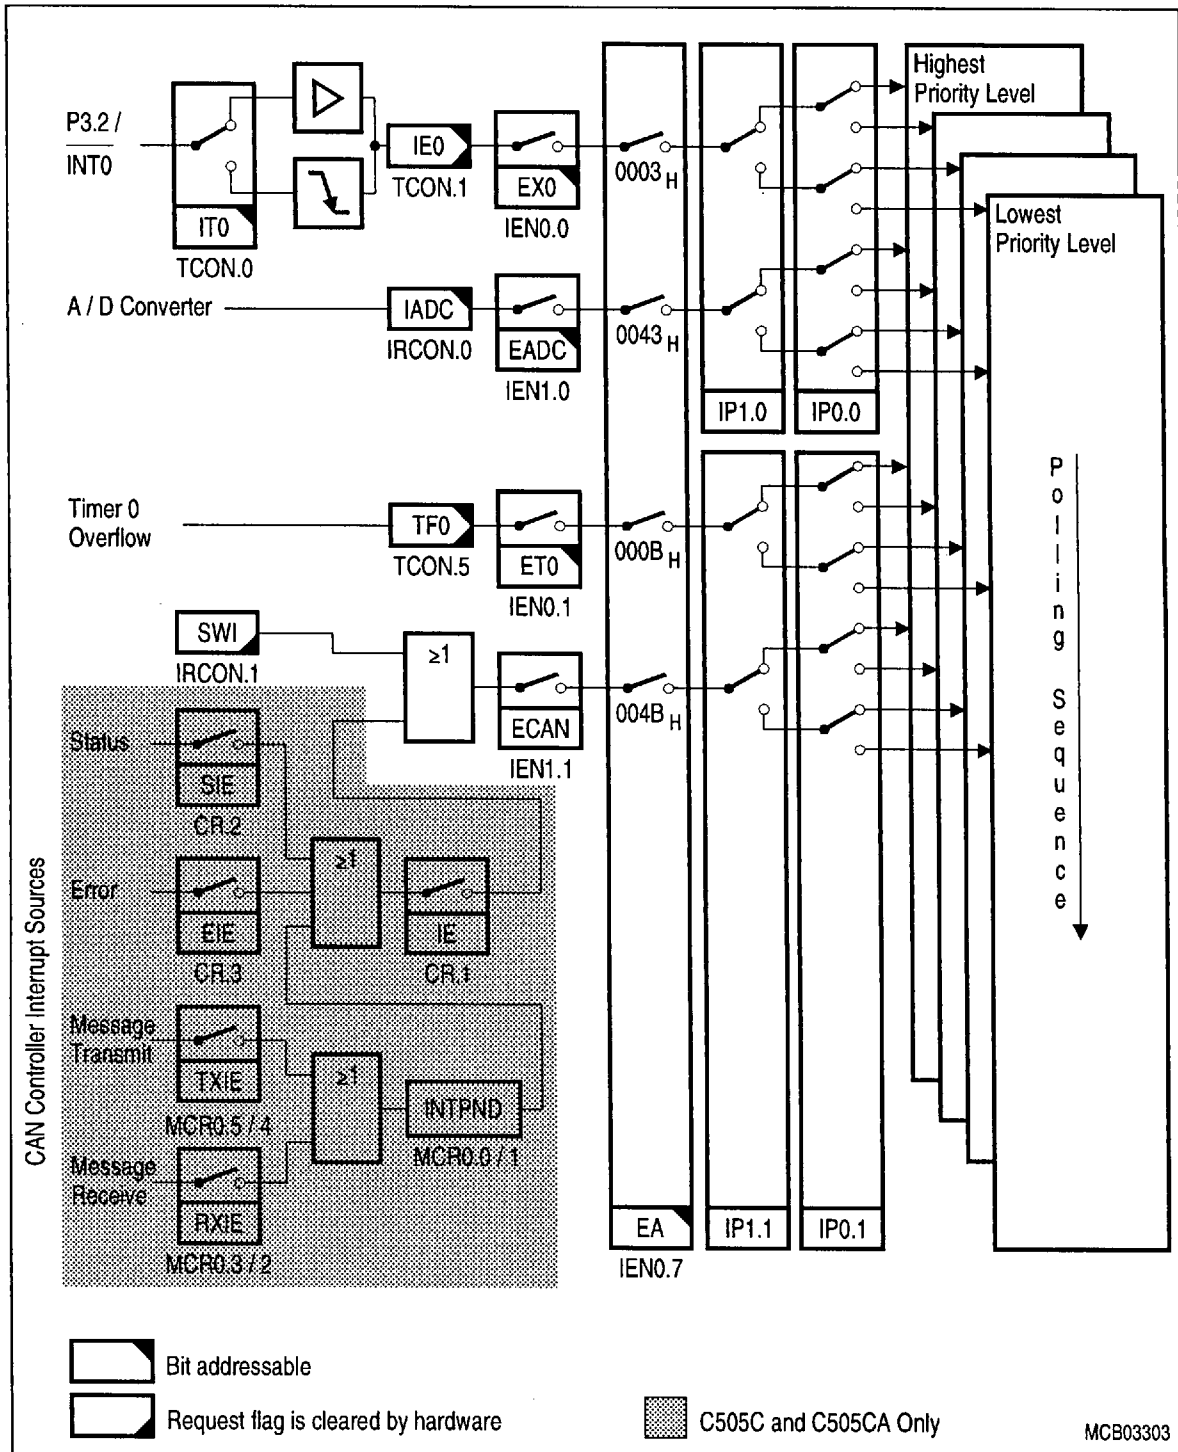 Highest
Priority Level
P3.2 /
INT0
IE0
TCON.1
EX0
IEN0.0
0003 H
IT0
TCON.0
Lowest
Priority Level
A / D Converter
IADC
IRCON.0
EADC
IEN1.0
0043 H
IP1.0
IP0.0
Timer 0
Overflow
TF0
TCON.5
ET0
IEN0.1
000B H
SWI
IRCON.1
≥1
ECAN
IEN1.1
004B H
Polling Sequence
CAN Controller Interrupt Sources
Status
SIE
CR.2
Error
EIE
CR.3
≥1
IE
CR.1
Message
Transmit
TXIE
MCR0.5 / 4
≥1
INTPND
MCR0.0 / 1
Message
Receive
RXIE
MCR0.3 / 2
EA
IEN0.7
IP1.1
IP0.1
Bit addressable
Request flag is cleared by hardware
C505C and C505CA Only
MCB03303